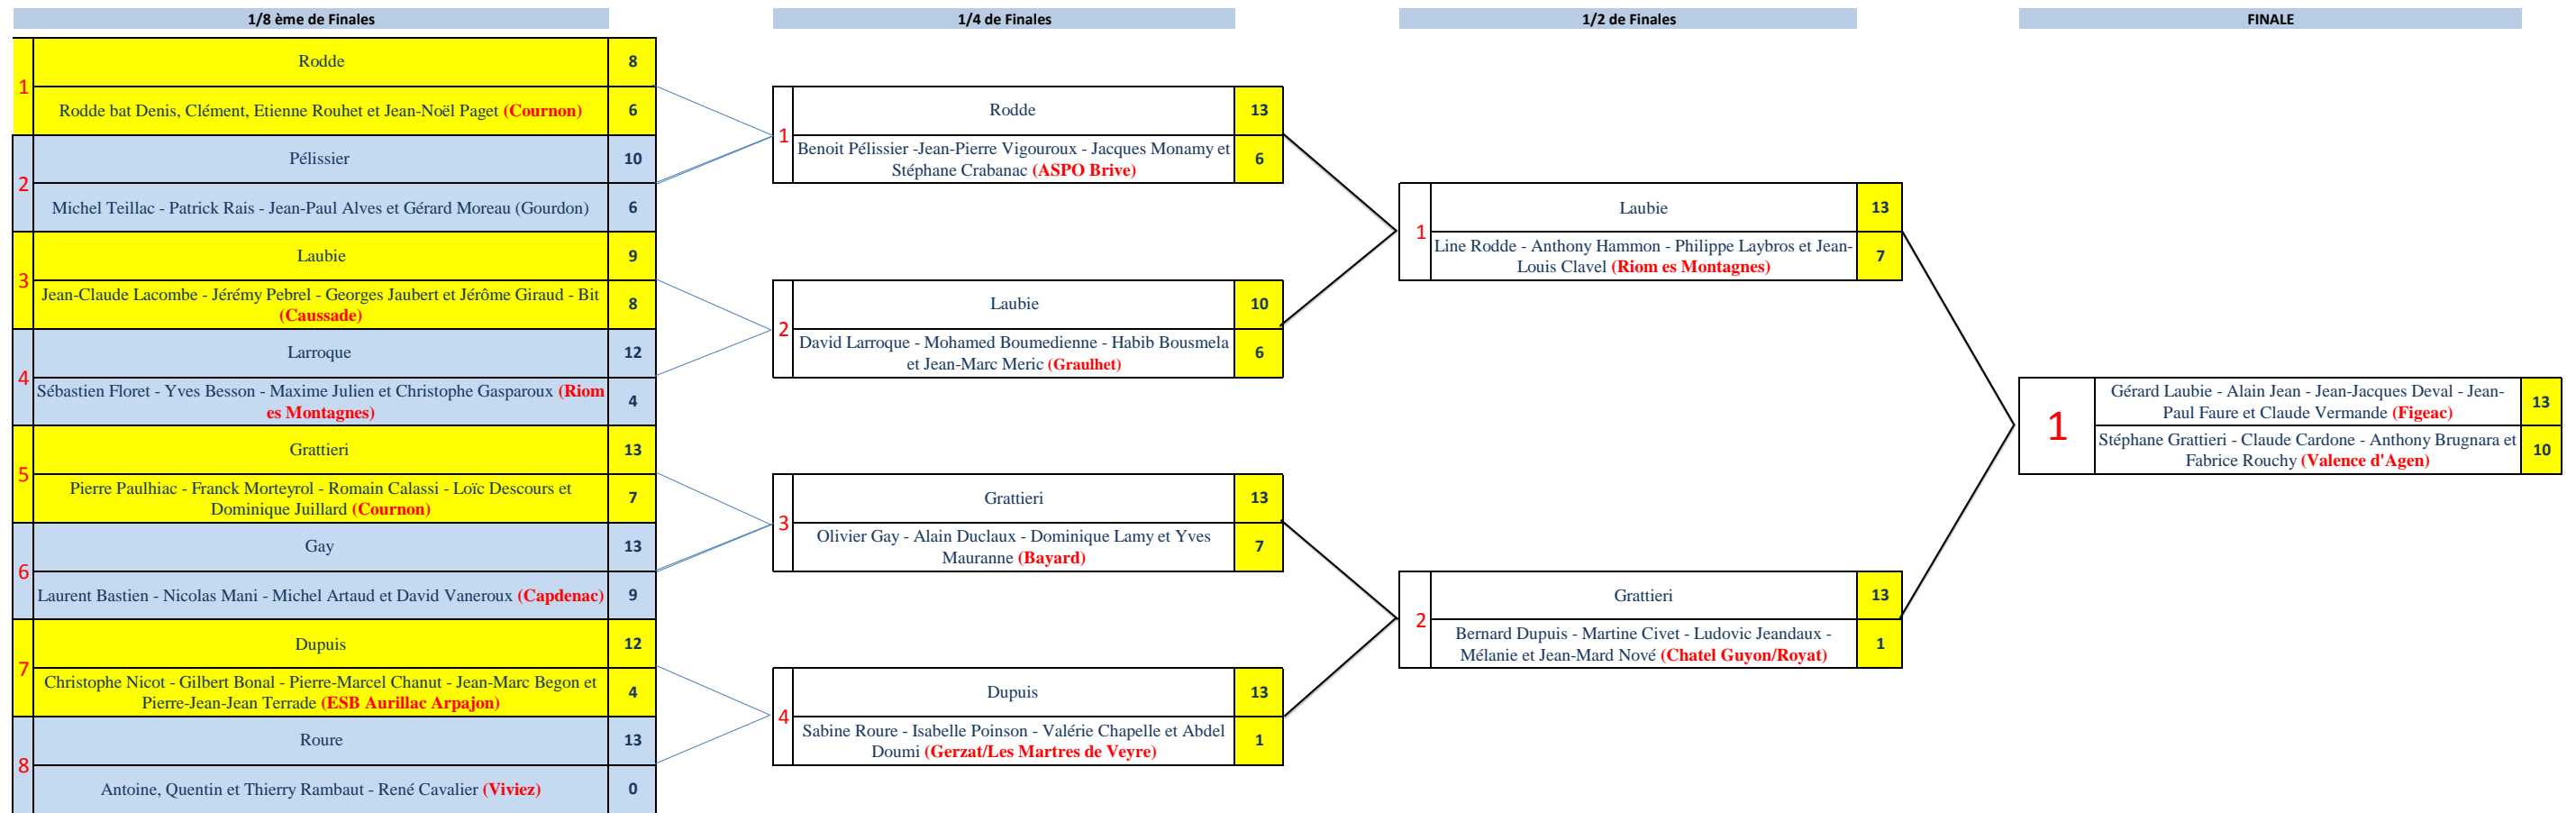 1/8 ème de Finales
1
Rodde
8
Rodde bat Denis, Clément, Etienne Rouhet et Jean-Noël Paget (Cournon)
6
2
Pélissier
10
Michel Teillac - Patrick Rais - Jean-Paul Alves et Gérard Moreau (Gourdon)
6
3
Laubie
9
Jean-Claude Lacombe - Jérémy Pebrel - Georges Jaubert et Jérôme Giraud - Bit
(Caussade)
8
4
Larroque
12
Sébastien Floret - Yves Besson - Maxime Julien et Christophe Gasparoux (Riom
es Montagnes)
4
5
Grattieri
13
Pierre Paulhiac - Franck Morteyrol - Romain Calassi - Loïc Descours et
Dominique Juillard (Cournon)
7
6
Gay
13
Laurent Bastien - Nicolas Mani - Michel Artaud et David Vaneroux (Capdenac)
9
7
Dupuis
12
Christophe Nicot - Gilbert Bonal - Pierre-Marcel Chanut - Jean-Marc Begon et
Pierre-Jean-Jean Terrade (ESB Aurillac Arpajon)
4
8
Roure
13
Antoine, Quentin et Thierry Rambaut - René Cavalier (Viviez)
0
1/4 de Finales
1
Rodde
13
Benoit Pélissier -Jean-Pierre Vigouroux - Jacques Monamy et
Stéphane Crabanac (ASPO Brive)
6
2
Laubie
10
David Larroque - Mohamed Boumedienne - Habib Bousmela
et Jean-Marc Meric (Graulhet)
6
3
Grattieri
13
Olivier Gay - Alain Duclaux - Dominique Lamy et Yves
Mauranne (Bayard)
7
4
Dupuis
13
Sabine Roure - Isabelle Poinson - Valérie Chapelle et Abdel
Doumi (Gerzat/Les Martres de Veyre)
1
1/2 de Finales
1
Laubie
13
Line Rodde - Anthony Hammon - Philippe Laybros et Jean-
Louis Clavel (Riom es Montagnes)
7
2
Grattieri
13
Bernard Dupuis - Martine Civet - Ludovic Jeandaux -
Mélanie et Jean-Mard Nové (Chatel Guyon/Royat)
1
FINALE
1
Gérard Laubie - Alain Jean - Jean-Jacques Deval - Jean-
Paul Faure et Claude Vermande (Figeac)
13
Stéphane Grattieri - Claude Cardone - Anthony Brugnara et
Fabrice Rouchy (Valence d'Agen)
10